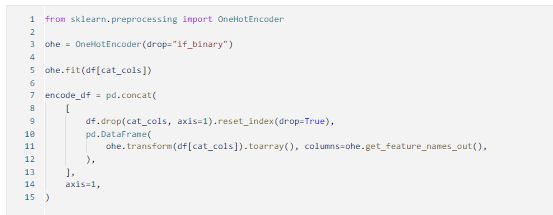 1 from sklearn.preprocessing import OneHotEncoder
2
3 ohe = OneHotEncoder(drop="if_binary")
4
5 ohe.fit(df[cat_cols])
6
7 encode_df = pd.concat(
8     [
9         df.drop(cat_cols, axis=1).reset_index(drop=True),
10         pd.DataFrame(
11             ohe.transform(df[cat_cols]).toarray(), columns=ohe.get_feature_names_out(),
12         ),
13     ],
14     axis=1,
15 )